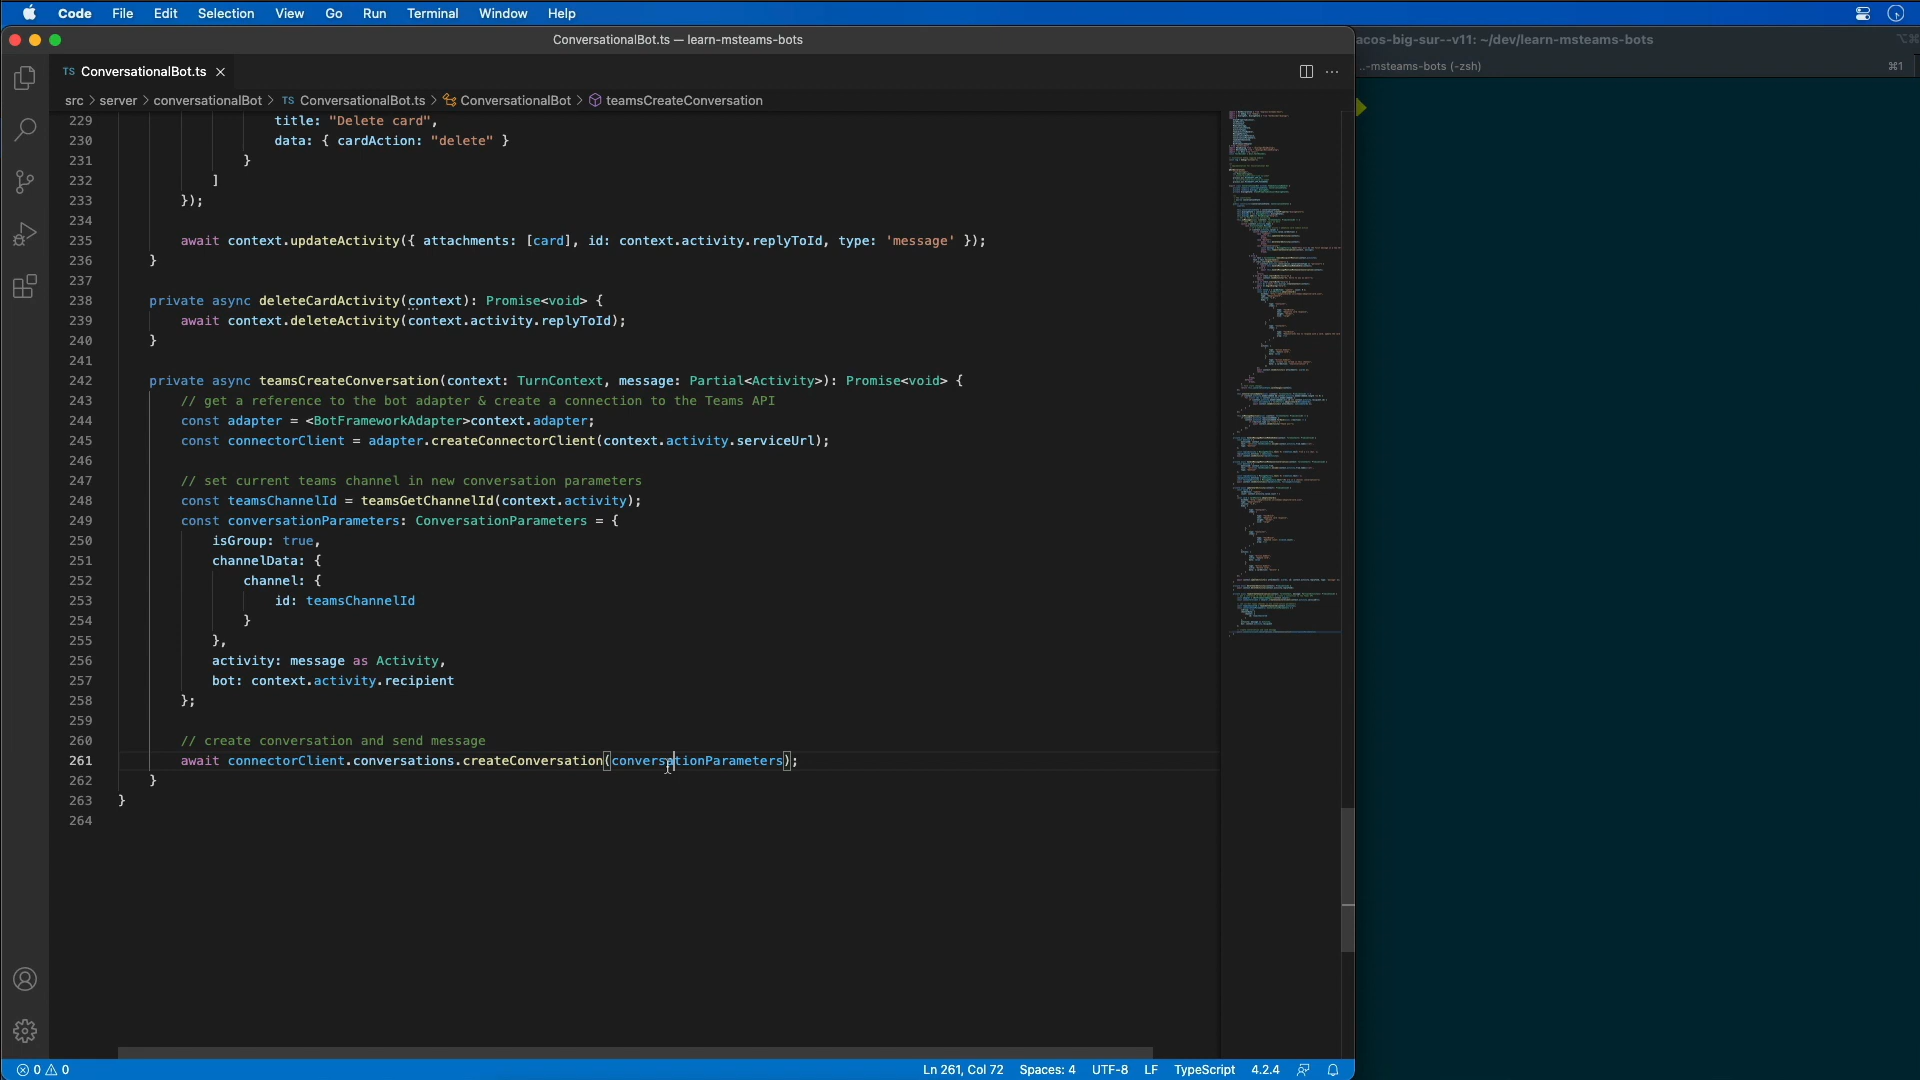 Code File Edit Selection View Go Run Terminal Window Help
ConversationalBot.ts — learn-msteams-bots
acos-big-sur--v11: ~/dev/learn-msteams-bots ⌥⌘
TS ConversationalBot.ts ×
..-msteams-bots (-zsh) ⌘1
src > server > conversationalBot > TS ConversationalBot.ts > ConversationalBot > teamsCreateConversation
229 title: "Delete card",
230 data: { cardAction: "delete" }
231 }
232 ]
233 });
234
235 await context.updateActivity({ attachments: [card], id: context.activity.replyToId, type: 'message' });
236 }
237
238 private async deleteCardActivity(context): Promise<void> {
239 await context.deleteActivity(context.activity.replyToId);
240 }
241
242 private async teamsCreateConversation(context: TurnContext, message: Partial<Activity>): Promise<void> {
243 // get a reference to the bot adapter & create a connection to the Teams API
244 const adapter = <BotFrameworkAdapter>context.adapter;
245 const connectorClient = adapter.createConnectorClient(context.activity.serviceUrl);
246
247 // set current teams channel in new conversation parameters
248 const teamsChannelId = teamsGetChannelId(context.activity);
249 const conversationParameters: ConversationParameters = {
250 isGroup: true,
251 channelData: {
252 channel: {
253 id: teamsChannelId
254 }
255 },
256 activity: message as Activity,
257 bot: context.activity.recipient
258 };
259
260 // create conversation and send message
261 await connectorClient.conversations.createConversation(conversationParameters);
262 }
263 }
264
0 0 Ln 261, Col 72 Spaces: 4 UTF-8 LF TypeScript 4.2.4